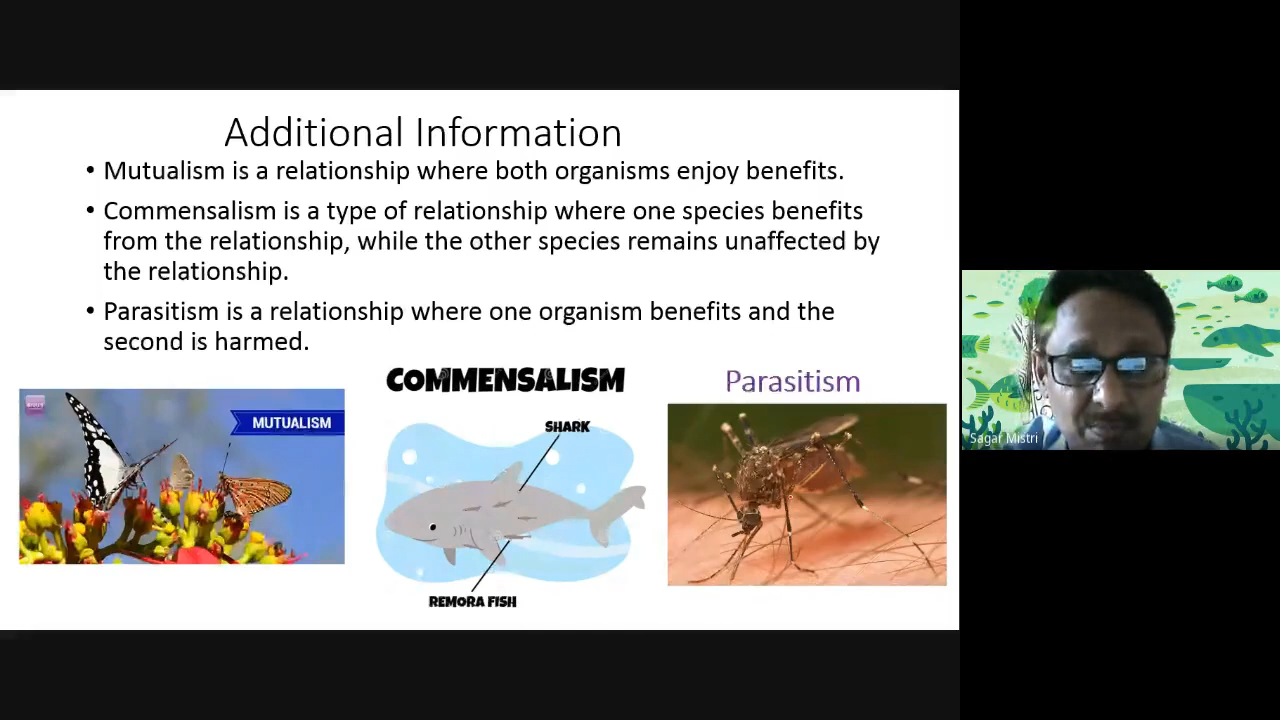 Additional Information
• Mutualism is a relationship where both organisms enjoy benefits.
• Commensalism is a type of relationship where one species benefits
from the relationship, while the other species remains unaffected by
the relationship.
• Parasitism is a relationship where one organism benefits and the
second is harmed.
MUTUALISM
COMMENSALISM
SHARK
REMORA FISH
Parasitism
Sagar Mistri